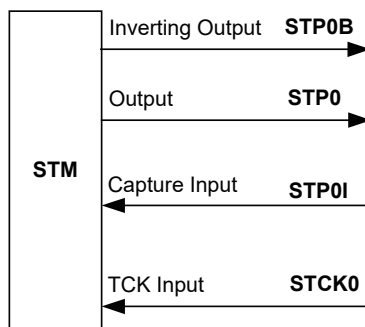 Inverting Output STP0B
Output STP0
STM
Capture Input STP0I
TCK Input STCK0